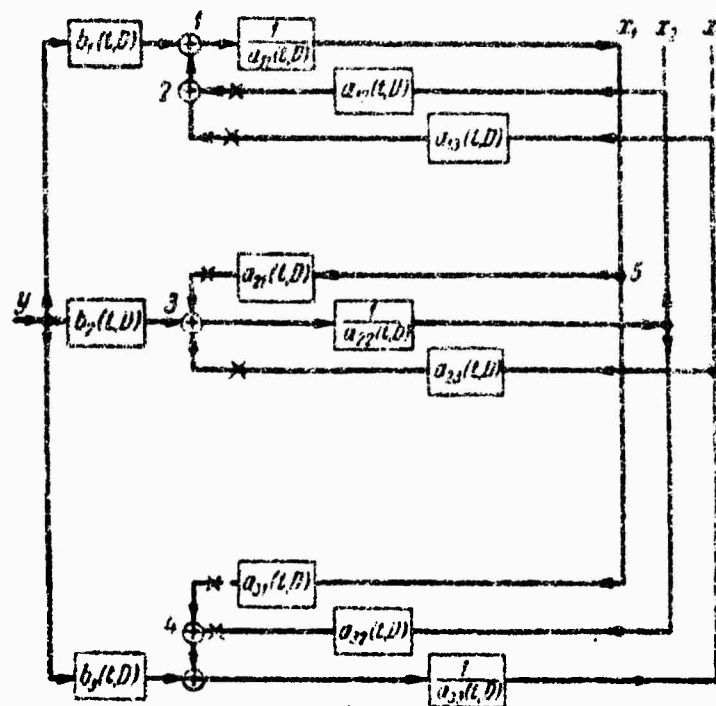 1 x₁ x₂ x
b₁(t,D) 1
a₁₁(t,D)
2 a₁₂(t,D)
a₁₃(t,D)
a₂₁(t,D) 5
y b₂(t,D) 3 1
a₂₂(t,D)
a₂₃(t,D)
a₃₁(t,D)
4 a₃₂(t,D)
b₃(t,D) 1
a₃₃(t,D)